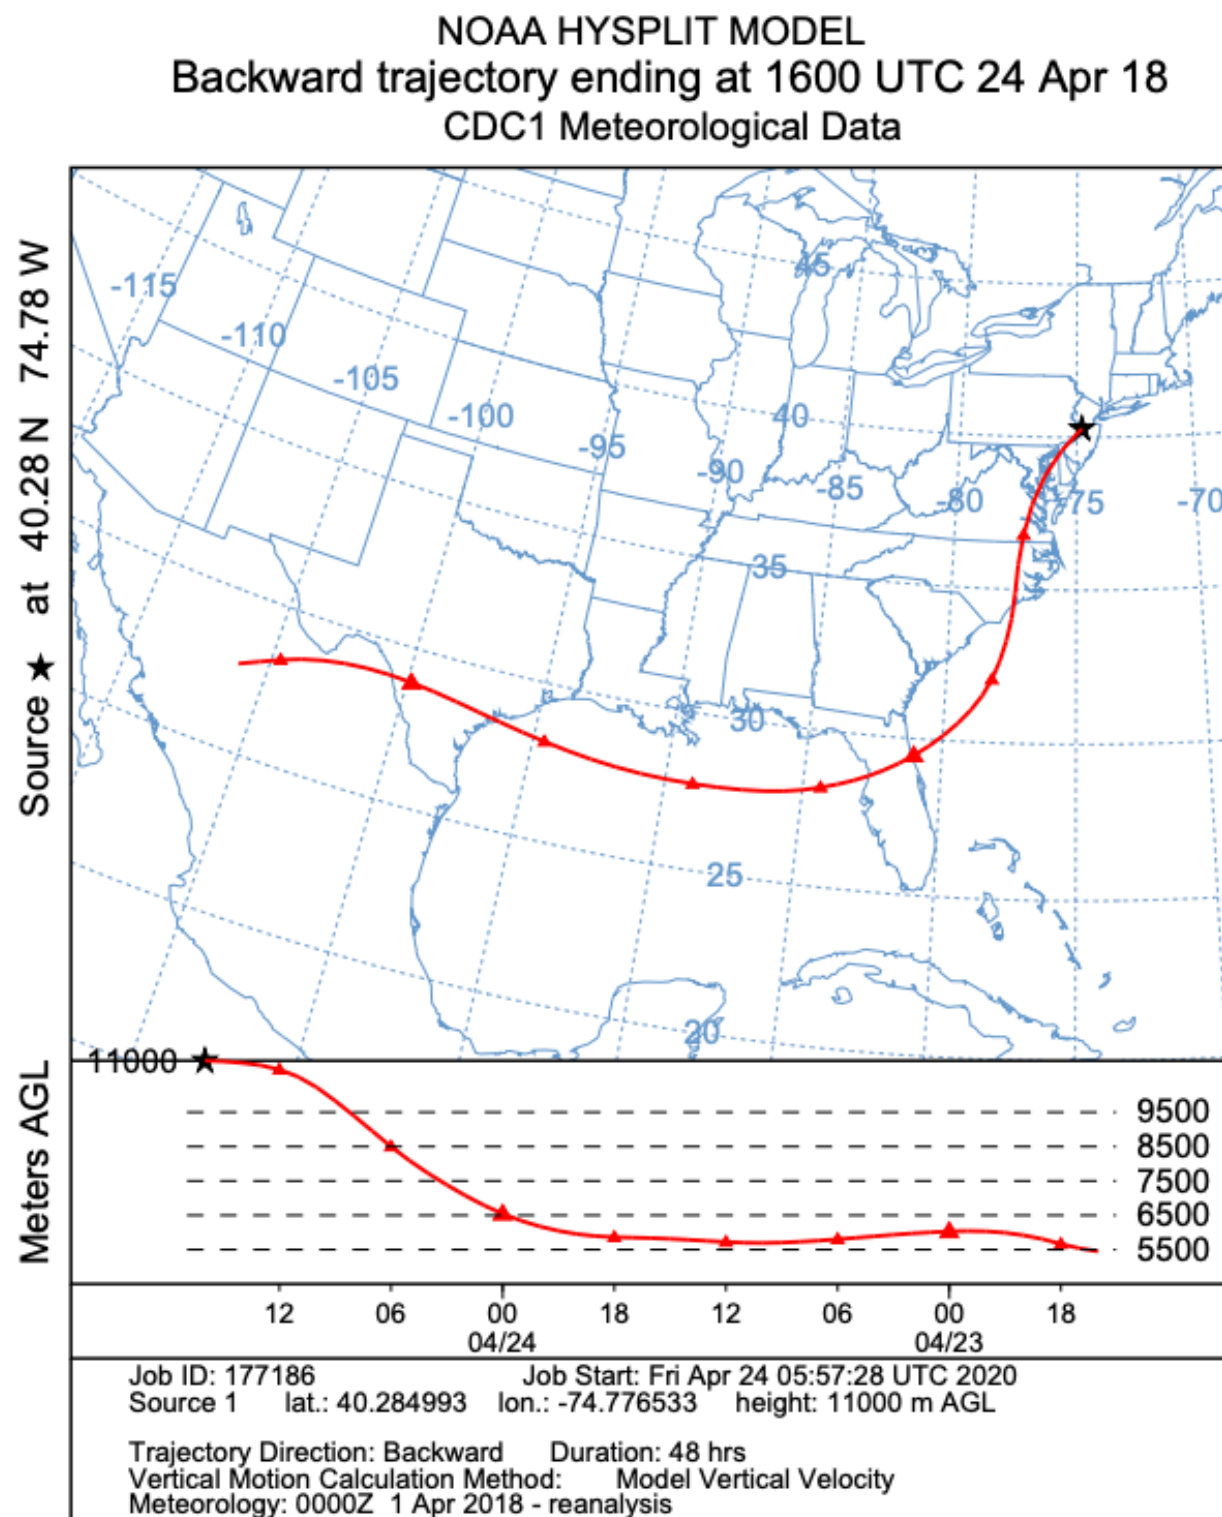 NOAA HYSPLIT MODEL
Backward trajectory ending at 1600 UTC 24 Apr 18
CDC1 Meteorological Data
Source ★ at 40.28 N 74.78 W
-115
-110
-105
-100
-95
-90
-85
-80
-75
-70
45
40
35
30
25
20
Meters AGL
11000
9500
8500
7500
6500
5500
12 06 00 18 12 06 00 18
04/24 04/23
Job ID: 177186 Job Start: Fri Apr 24 05:57:28 UTC 2020
Source 1 lat.: 40.284993 lon.: -74.776533 height: 11000 m AGL
Trajectory Direction: Backward Duration: 48 hrs
Vertical Motion Calculation Method: Model Vertical Velocity
Meteorology: 0000Z 1 Apr 2018 - reanalysis